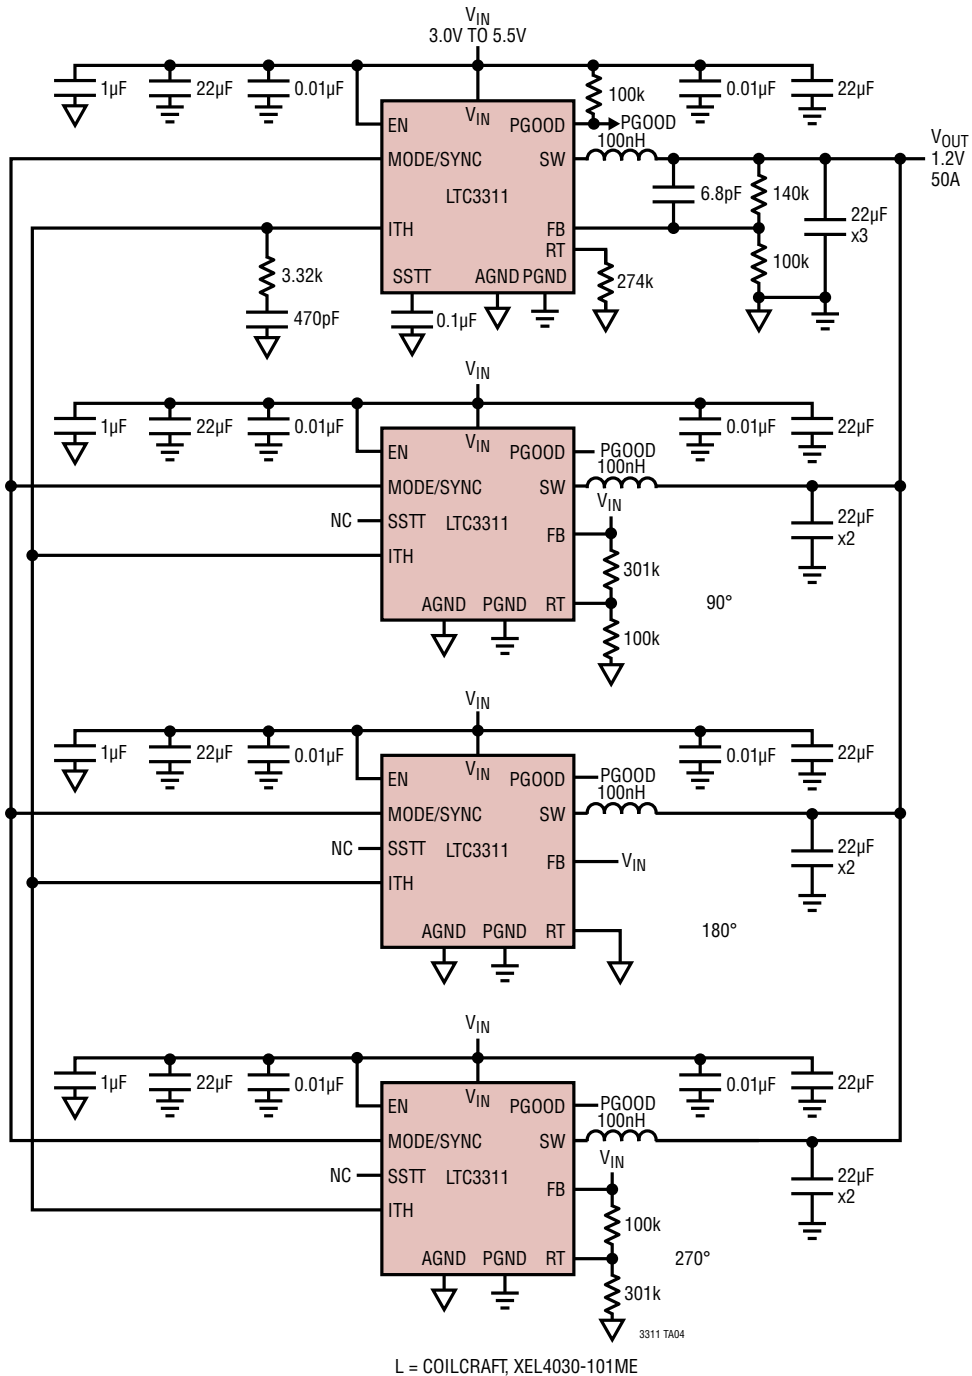 VIN
3.0V TO 5.5V
1µF
22µF
0.01µF
100k
0.01µF
22µF
EN
VIN
PGOOD
PGOOD
100nH
VOUT
1.2V
50A
MODE/SYNC
SW
LTC3311
6.8pF
140k
22µF
x3
ITH
FB
RT
3.32k
100k
SSTT
AGND
PGND
274k
470pF
0.1µF
VIN
1µF
22µF
0.01µF
0.01µF
22µF
EN
VIN
PGOOD
PGOOD
100nH
MODE/SYNC
SW
VIN
NC
SSTT
LTC3311
FB
22µF
x2
ITH
301k
AGND
PGND
RT
90°
100k
VIN
1µF
22µF
0.01µF
0.01µF
22µF
EN
VIN
PGOOD
PGOOD
100nH
MODE/SYNC
SW
NC
SSTT
LTC3311
FB
VIN
22µF
x2
ITH
AGND
PGND
RT
180°
VIN
1µF
22µF
0.01µF
0.01µF
22µF
EN
VIN
PGOOD
PGOOD
100nH
MODE/SYNC
SW
VIN
NC
SSTT
LTC3311
FB
22µF
x2
ITH
100k
AGND
PGND
RT
270°
301k
3311 TA04
L = COILCRAFT, XEL4030-101ME